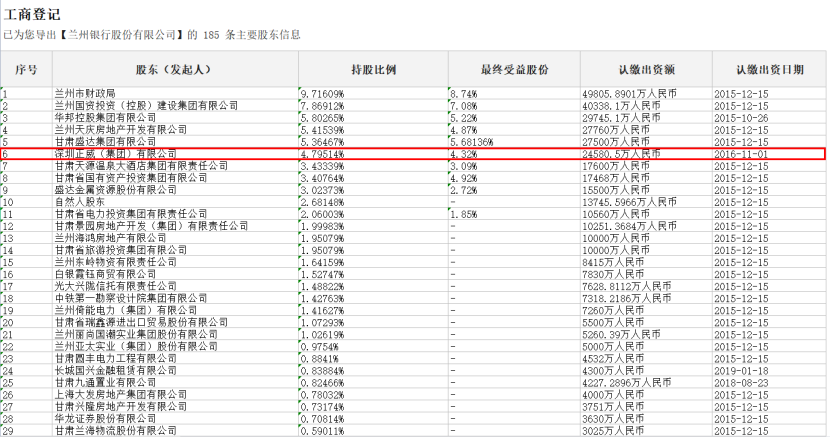 工商登记
已为您导出【兰州银行股份有限公司】的 185 条主要股东信息
序号 股东（发起人） 持股比例 最终受益股份 认缴出资额 认缴出资日期
1 兰州市财政局 9.71609% 8.74% 49805.8901万人民币 2015-12-15
2 兰州国资投资（控股）建设集团有限公司 7.86912% 7.08% 40338.1万人民币 2015-12-15
3 华邦控股集团有限公司 5.80265% 5.22% 29745.1万人民币 2015-10-26
4 兰州天庆房地产开发有限公司 5.41539% 4.87% 27760万人民币 2015-12-15
5 甘肃盛达集团有限公司 5.36467% 5.68136% 27500万人民币 2015-12-15
6 深圳正威（集团）有限公司 4.79514% 4.32% 24580.5万人民币 2016-11-01
7 甘肃天源温泉大酒店集团有限责任公司 3.43339% 3.09% 17600万人民币 2015-12-15
8 甘肃省国有资产投资集团有限公司 3.40764% 4.92% 17468万人民币 2015-12-15
9 盛达金属资源股份有限公司 3.02373% 2.72% 15500万人民币 2015-12-15
10 自然人股东 2.68148% - 13745.5966万人民币 2015-12-15
11 甘肃省电力投资集团有限责任公司 2.06003% 1.85% 10560万人民币 2015-12-15
12 甘肃景园房地产开发（集团）有限责任公司 1.99983% - 10251.3684万人民币 2015-12-15
13 兰州海鸿房地产有限公司 1.95079% - 10000万人民币 2015-12-15
14 甘肃省旅游投资集团有限公司 1.95079% - 10000万人民币 2015-12-15
15 兰州东岭物资有限责任公司 1.64159% - 8415万人民币 2015-12-15
16 白银霞钰商贸有限公司 1.52747% - 7830万人民币 2015-12-15
17 光大兴陇信托有限责任公司 1.48822% - 7628.8112万人民币 2015-12-15
18 中铁第一勘察设计院集团有限公司 1.42763% - 7318.2186万人民币 2015-12-15
19 兰州倚能电力（集团）有限公司 1.41627% - 7260万人民币 2015-12-15
20 甘肃省瑞鑫源进出口贸易股份有限公司 1.07293% - 5500万人民币 2015-12-15
21 兰州丽尚国潮实业集团股份有限公司 1.02619% - 5260.39万人民币 2015-12-15
22 兰州亚太实业（集团）股份有限公司 0.9754% - 5000万人民币 2015-12-15
23 甘肃圆丰电力工程有限公司 0.8841% - 4532万人民币 2015-12-15
24 长城国兴金融租赁有限公司 0.83884% - 4300万人民币 2019-01-18
25 甘肃九通置业有限公司 0.82466% - 4227.2896万人民币 2018-08-23
26 上海大发房地产集团有限公司 0.78032% - 4000万人民币 2015-12-15
27 甘肃兴隆房地产开发有限公司 0.73174% - 3751万人民币 2015-12-15
28 华龙证券股份有限公司 0.70814% - 3630万人民币 2015-12-15
29 甘肃兰海物流股份有限公司 0.59011% - 3025万人民币 2015-12-15